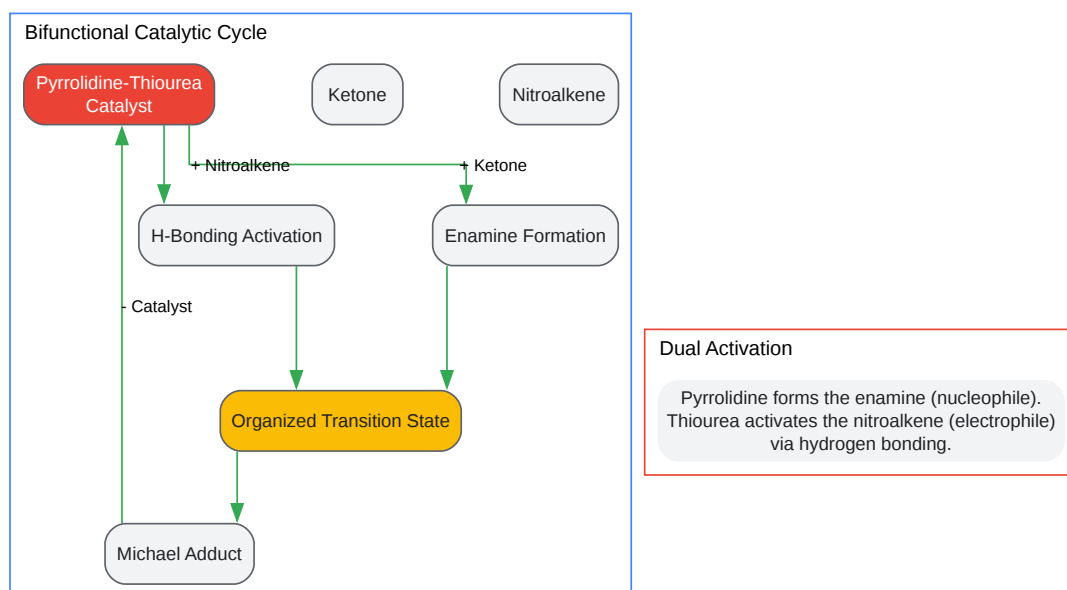 Bifunctional Catalytic Cycle
Pyrrolidine-Thiourea
Catalyst
Ketone
Nitroalkene
+ Nitroalkene
+ Ketone
H-Bonding Activation
Enamine Formation
- Catalyst
Dual Activation
Pyrrolidine forms the enamine (nucleophile).
Thiourea activates the nitroalkene (electrophile)
via hydrogen bonding.
Organized Transition State
Michael Adduct